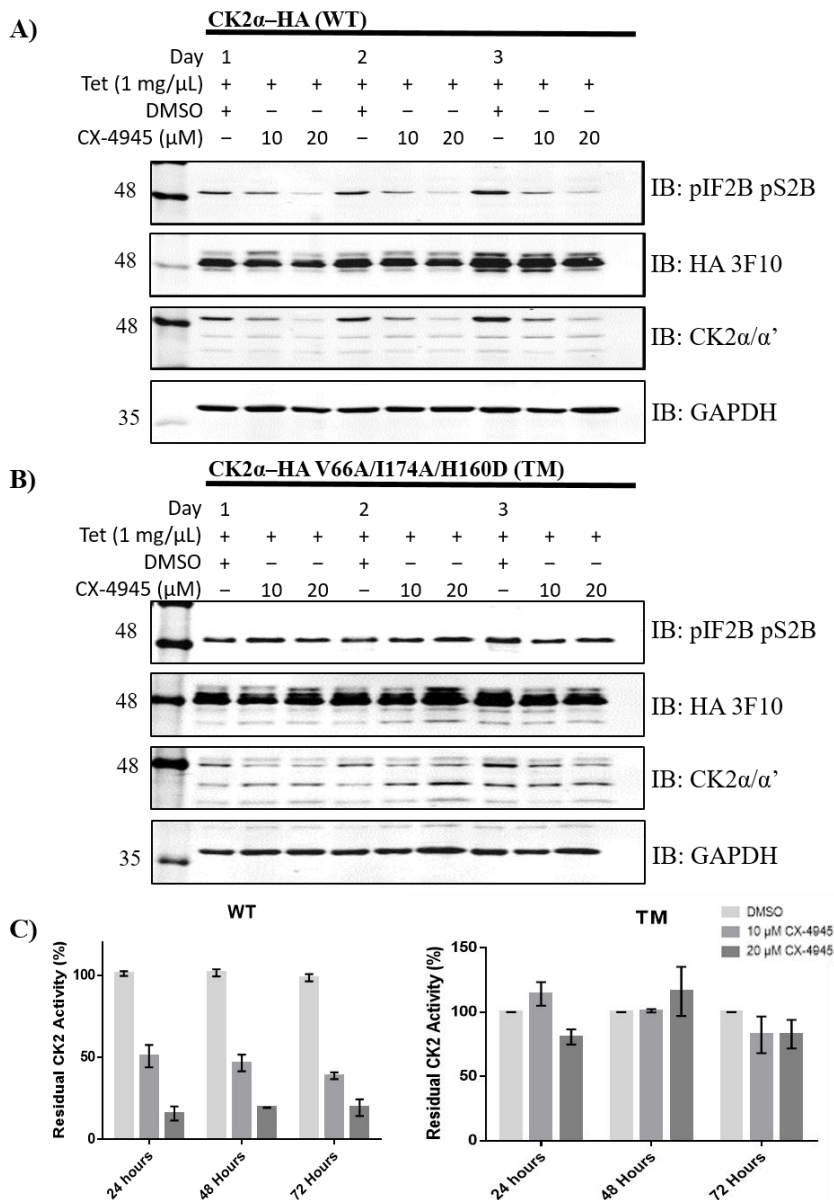 A)
CK2α–HA (WT)
Day 1 2 3
Tet (1 mg/µL) + + + + + + + + +
DMSO + – – + – – + – –
CX-4945 (µM) – 10 20 – 10 20 – 10 20
48 IB: pIF2B pS2B
48 IB: HA 3F10
48 IB: CK2α/α’
35 IB: GAPDH
B)
CK2α–HA V66A/I174A/H160D (TM)
Day 1 2 3
Tet (1 mg/µL) + + + + + + + + +
DMSO + – – + – – + – –
CX-4945 (µM) – 10 20 – 10 20 – 10 20
48 IB: pIF2B pS2B
48 IB: HA 3F10
48 IB: CK2α/α’
35 IB: GAPDH
C)
WT
Residual CK2 Activity (%)
100
50
0
24 hours 48 Hours 72 Hours
TM
DMSO
10 µM CX-4945
20 µM CX-4945
Residual CK2 Activity (%)
150
100
50
0
24 hours 48 Hours 72 Hours